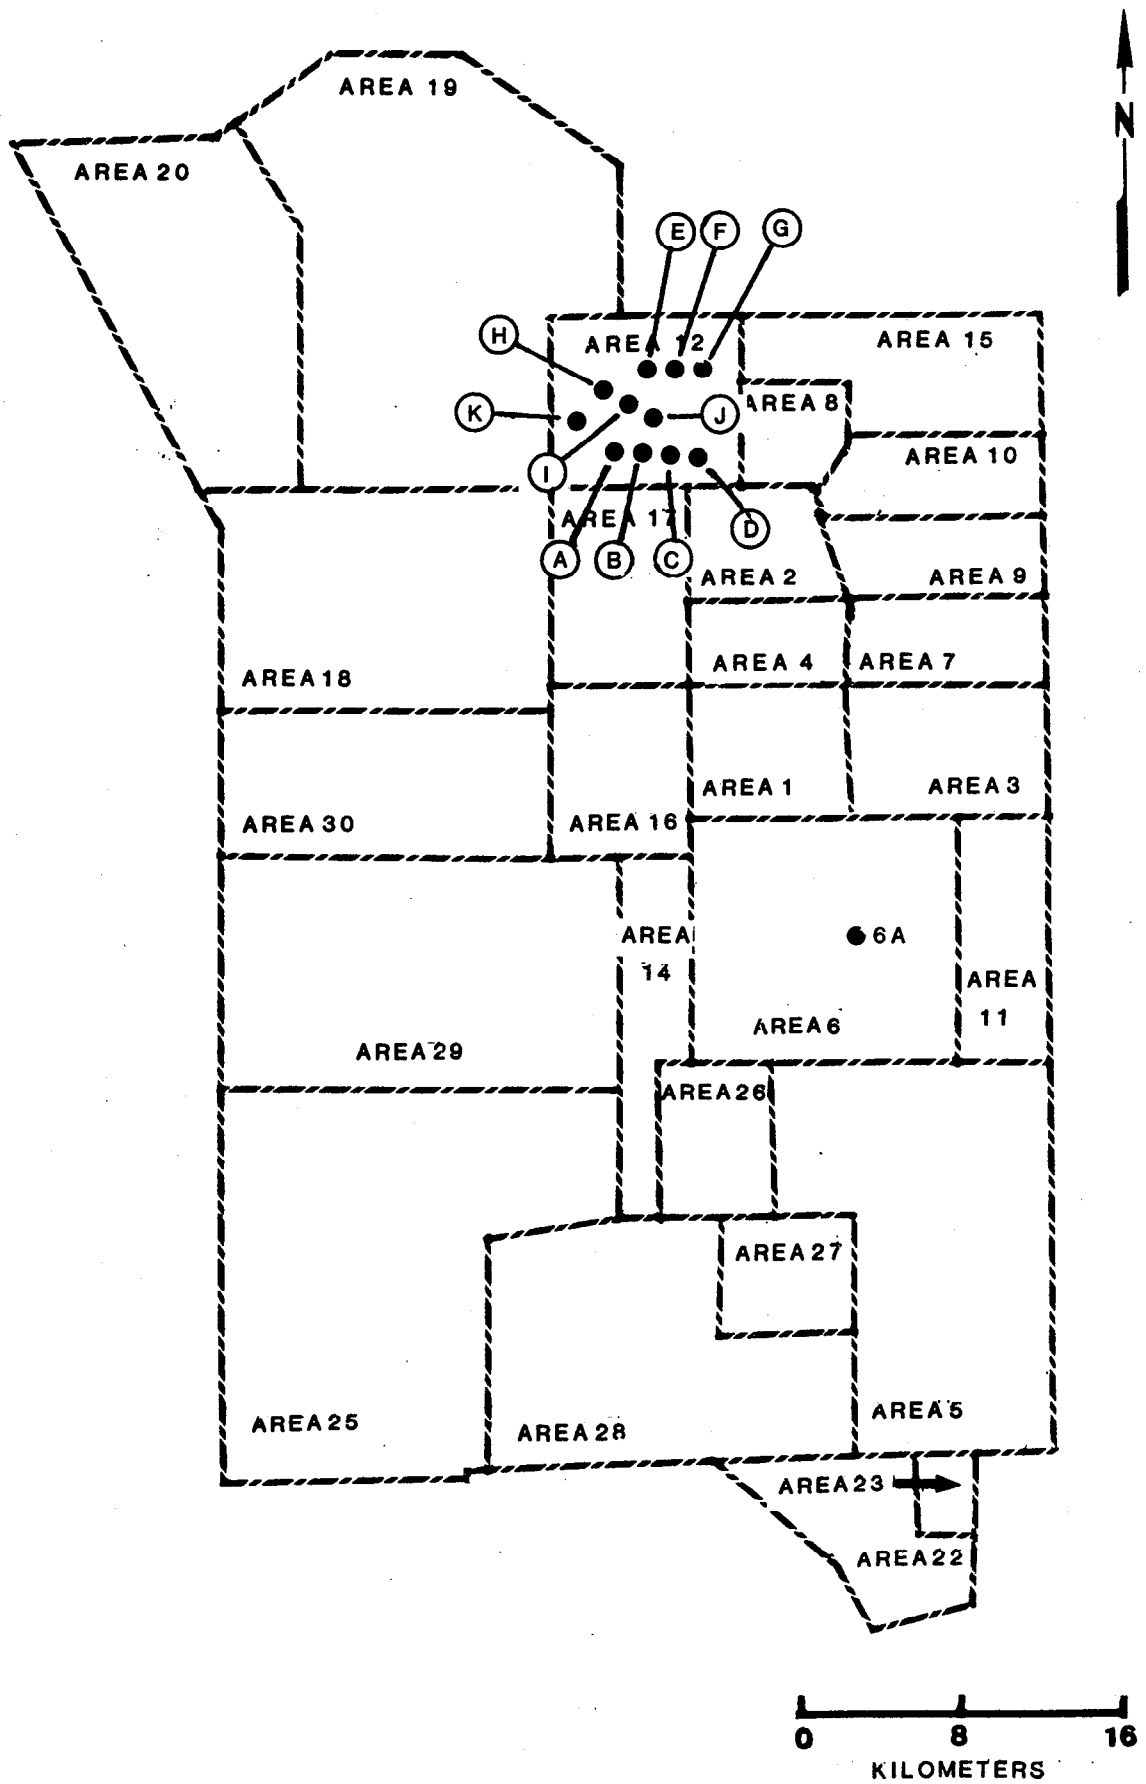 AREA 19
N
AREA 20
E
F
G
H
AREA 12
AREA 15
K
J
AREA 8
I
AREA 10
AREA 17
D
A
B
C
AREA 2
AREA 9
AREA 18
AREA 4
AREA 7
AREA 1
AREA 3
AREA 30
AREA 16
AREA
14
6A
AREA
11
AREA 6
AREA 29
AREA 26
AREA 27
AREA 5
AREA 25
AREA 28
AREA 23
AREA 22
0 8 16
KILOMETERS